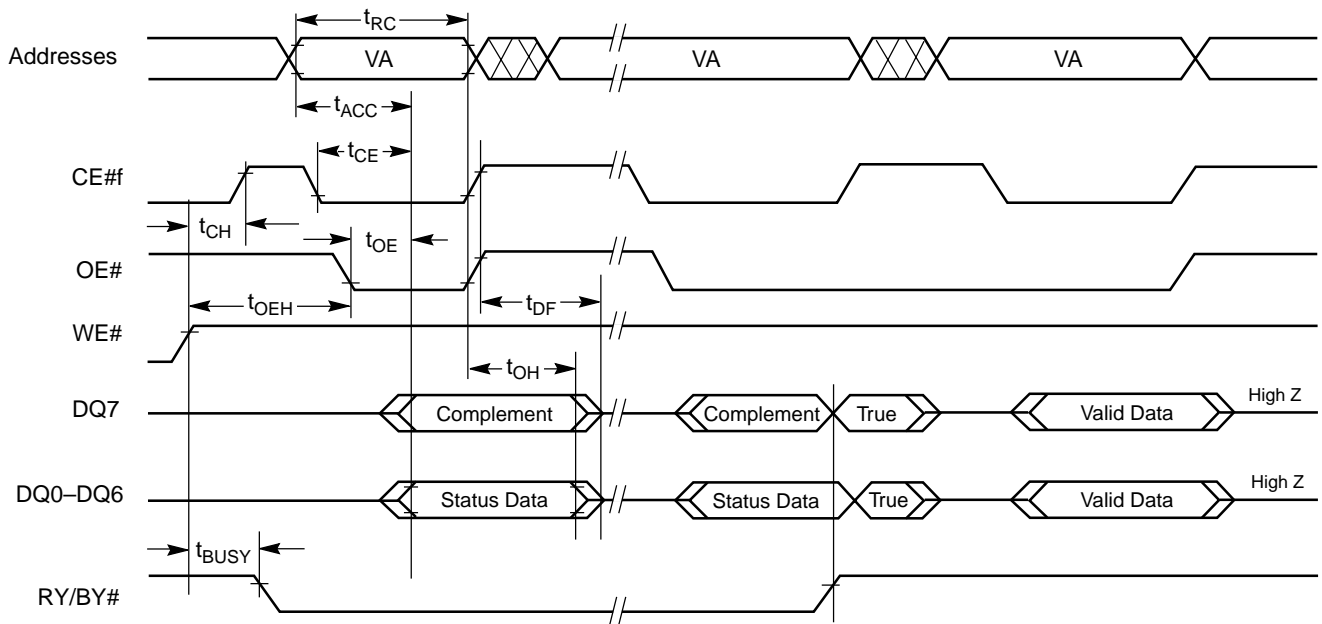 tRC
Addresses VA VA VA
tACC
tCE
CE#f
tCH
tOE
OE#
tOEH
tDF
WE#
tOH
DQ7 Complement Complement True Valid Data High Z
DQ0–DQ6 Status Data Status Data True Valid Data High Z
tBUSY
RY/BY#